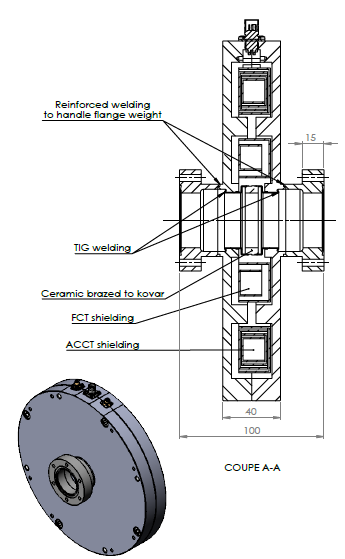 Reinforced welding
to handle flange weight
15
TIG welding
Ceramic brazed to kovar
FCT shielding
ACCT shielding
40
100
COUPE A-A